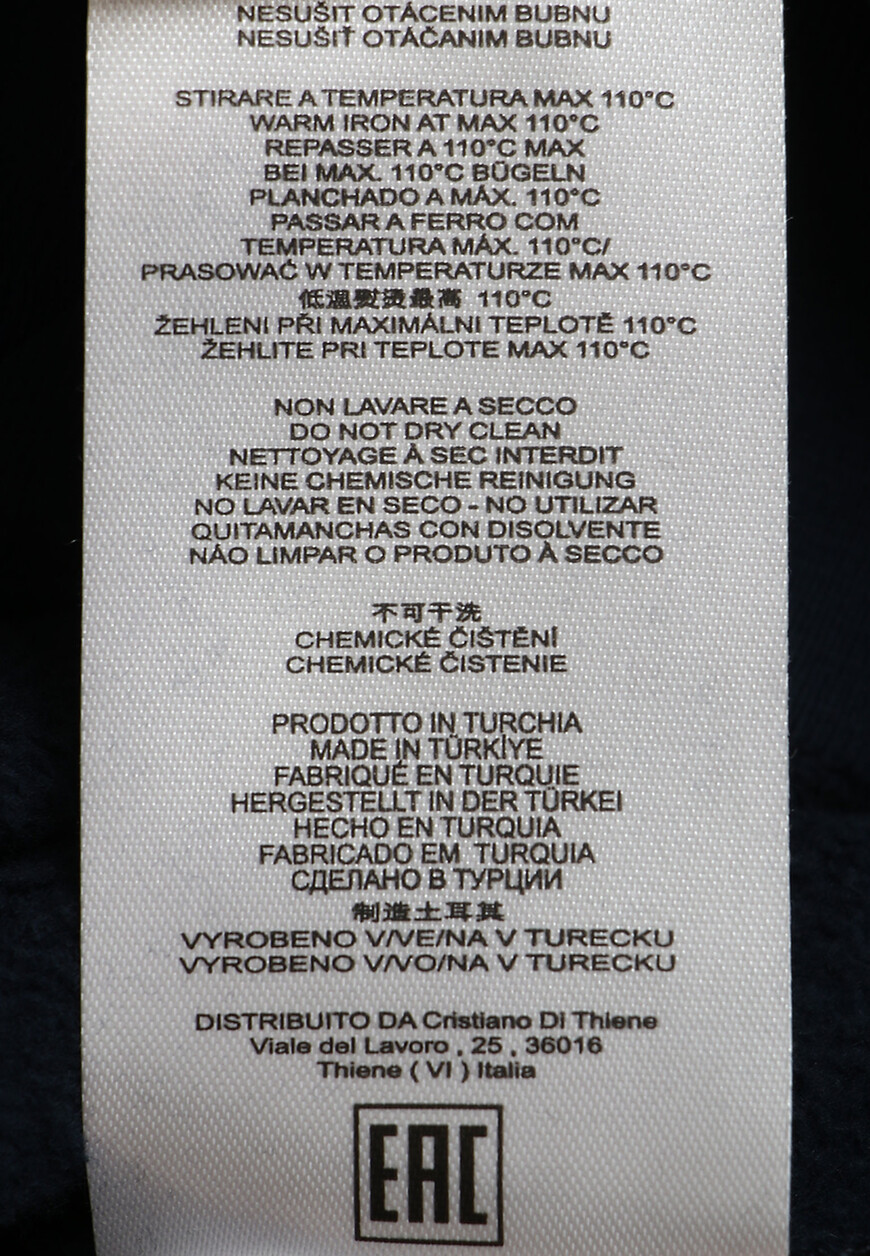 NESUŠIT OTÁCENIM BUBNU
NESUŠIŤ OTÁČANIM BUBNU
STIRARE A TEMPERATURA MAX 110°C
WARM IRON AT MAX 110°C
REPASSER A 110°C MAX
BEI MAX. 110°C BÜGELN
PLANCHADO A MÁX. 110°C
PASSAR A FERRO COM
TEMPERATURA MÁX. 110°C/
PRASOWAĆ W TEMPERATURZE MAX 110°C
低溫熨烫最高 110°C
ŽEHLENI PŘI MAXIMÁLNI TEPLOTĚ 110°C
ŽEHLITE PRI TEPLOTE MAX 110°C
NON LAVARE A SECCO
DO NOT DRY CLEAN
NETTOYAGE À SEC INTERDIT
KEINE CHEMISCHE REINIGUNG
NO LAVAR EN SECO - NO UTILIZAR
QUITAMANCHAS CON DISOLVENTE
NÁO LIMPAR O PRODUTO À SECCO
不可干洗
CHEMICKÉ ČIŠTĚNÍ
CHEMICKÉ ČISTENIE
PRODOTTO IN TURCHIA
MADE IN TÜRKİYE
FABRIQUÉ EN TURQUIE
HERGESTELLT IN DER TÜRKEI
HECHO EN TURQUIA
FABRICADO EM TURQUIA
СДЕЛАНО В ТУРЦИИ
制造土耳其
VYROBENO V/VE/NA V TURECKU
VYROBENO V/VO/NA V TURECKU
DISTRIBUITO DA Cristiano Di Thiene
Viale del Lavoro , 25 , 36016
Thiene ( VI ) Italia
EAC